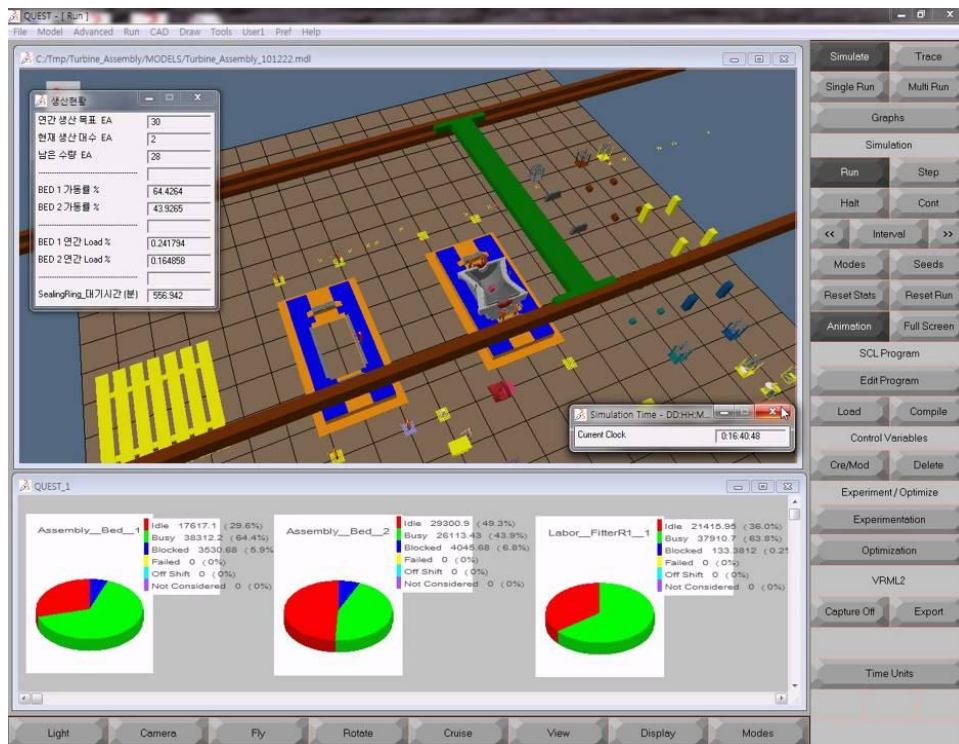 QUEST - [ Run ]
File Model Advanced Run CAD Draw Tools User1 Pref Help
C:/Tmp/Turbine_Assembly/MODELS/Turbine_Assembly_101222.mdl
생산현황
연간 생산 목표 EA 30
현재 생산 대수 EA 2
남은 수량 EA 28
BED 1 가동률 % 64.4264
BED 2 가동률 % 43.9265
BED 1 연간 Load % 0.241794
BED 2 연간 Load % 0.164858
SealingRing_대기시간 (분) 556.942
Simulation Time - DD:HH:M...
Current Clock 0:16:40:48
QUEST_1
Assembly__Bed__1
Idle 17617.1 (29.6%)
Busy 38312.2 (64.4%)
Blocked 3530.68 (5.9%
Failed 0 (0%)
Off Shift 0 (0%)
Not Considered 0 (0%)
Assembly__Bed__2
Idle 29300.9 (49.3%)
Busy 26113.43 (43.9%)
Blocked 4045.68 (6.8%)
Failed 0 (0%)
Off Shift 0 (0%)
Not Considered 0 (0%)
Labor_FitterR1__1
Idle 21415.95 (36.0%)
Busy 37910.7 (63.8%)
Blocked 133.3812 (0.2%
Failed 0 (0%)
Off Shift 0 (0%)
Not Considered 0 (0%)
Simulate Trace
Single Run Multi Run
Graphs
Simulation
Run Step
Halt Cont
<< Interval >>
Modes Seeds
Reset Stats Reset Run
Animation Full Screen
SCL Program
Edit Program
Load Compile
Control Variables
Cre/Mod Delete
Experiment / Optimize
Experimentation
Optimization
VRML2
Capture Off Export
Time Units
Light Camera Fly Rotate Cruise View Display Modes